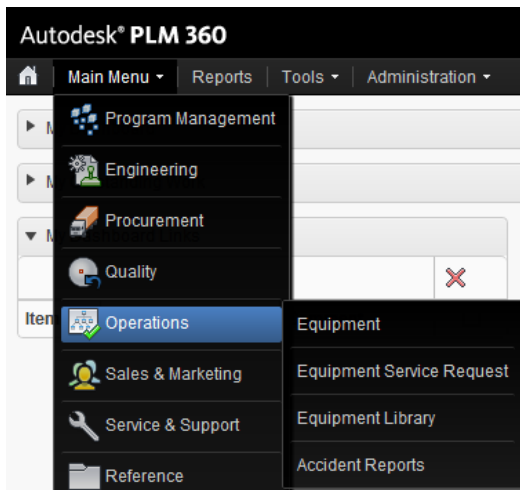 Autodesk® PLM 360
Main Menu Reports Tools Administration
Program Management
Engineering
Procurement
Quality
Item
Operations
Equipment
Sales & Marketing
Equipment Service Request
Service & Support
Equipment Library
Reference
Accident Reports